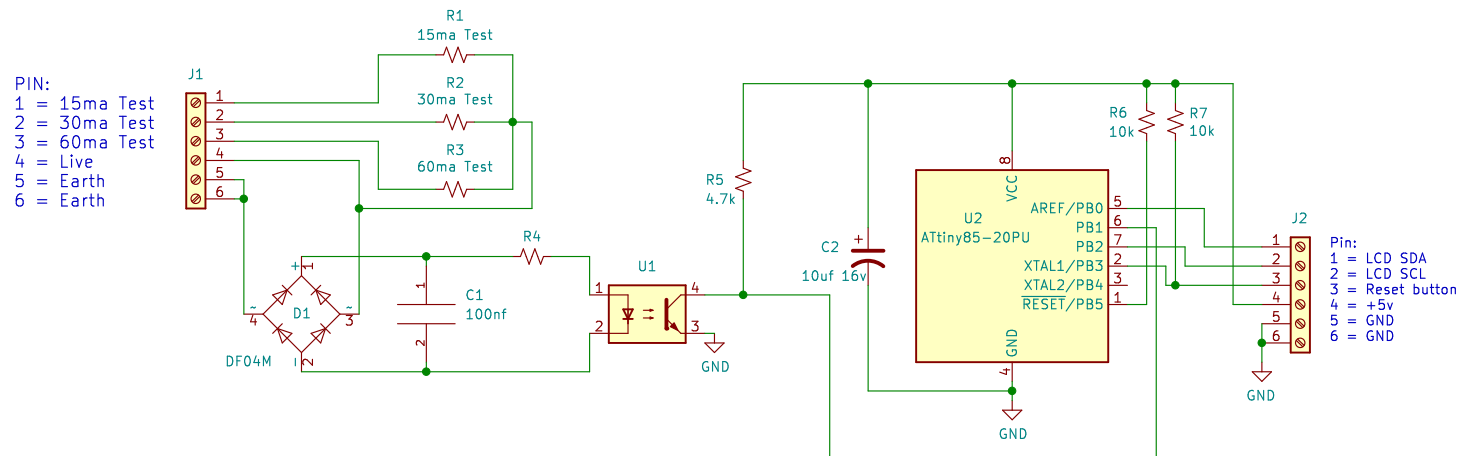 R1
15ma Test
R2
30ma Test
R3
60ma Test
J1
1
2
3
4
5
6
PIN:
1 = 15ma Test
2 = 30ma Test
3 = 60ma Test
4 = Live
5 = Earth
6 = Earth
R4
+
1
~
4
D1
~
3
2
-
DF04M
1
C1
100nf
2
U1
1
2
4
3
GND
R5
4.7k
C2
+
10uf 16v
R6
10k
R7
10k
8
VCC
U2
ATtiny85-20PU
AREF/PB0
5
PB1
6
PB2
7
XTAL1/PB3
2
XTAL2/PB4
3
RESET/PB5
1
GND
4
GND
J2
1
2
3
4
5
6
GND
Pin:
1 = LCD SDA
2 = LCD SCL
3 = Reset button
4 = +5v
5 = GND
6 = GND